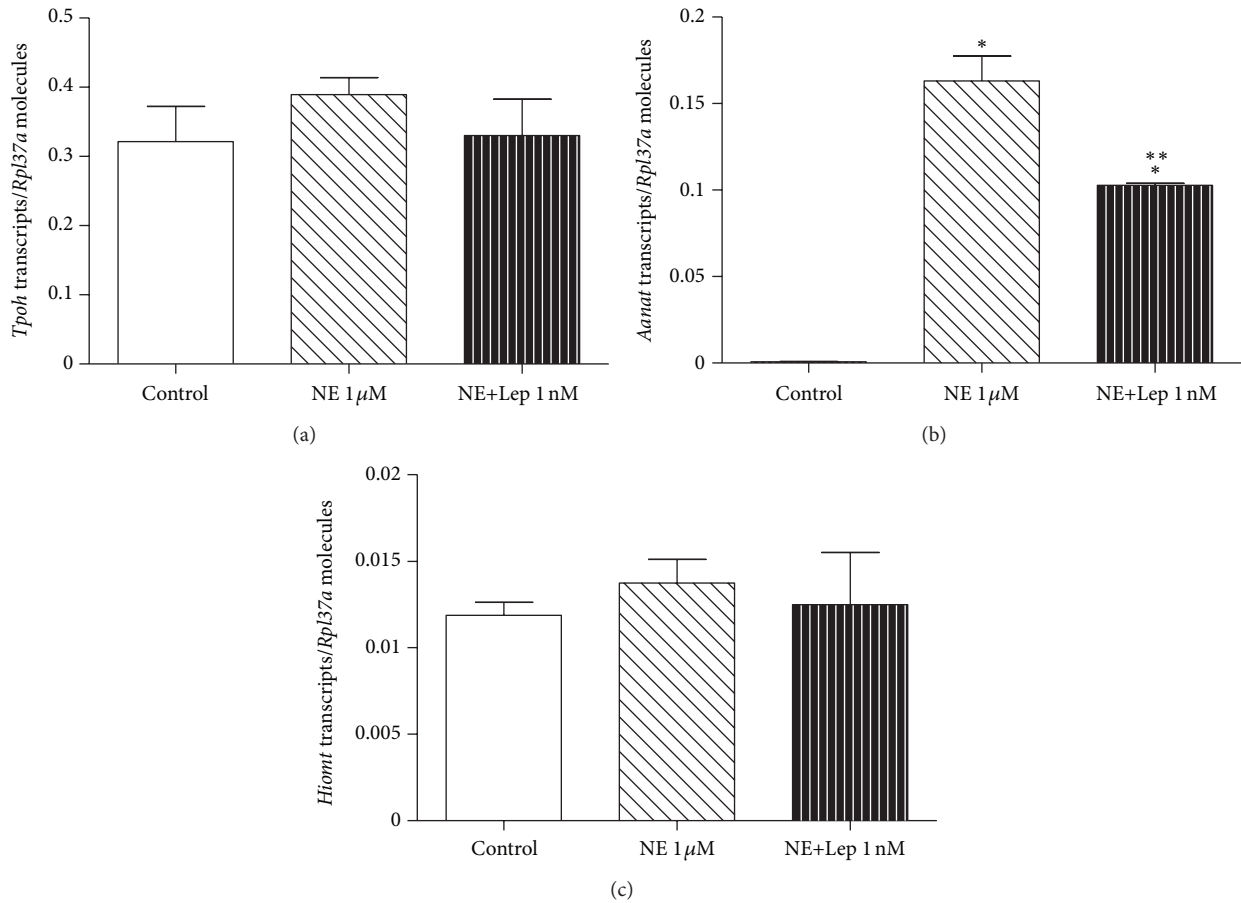 Tpoh transcripts/Rpl37a molecules
0.5
0.4
0.3
0.2
0.1
0
Control
NE 1 μM
NE+Lep 1 nM
(a)
Aanat transcripts/Rpl37a molecules
0.2
0.15
0.1
0.05
0
*
**
*
Control
NE 1 μM
NE+Lep 1 nM
(b)
Hiomt transcripts/Rpl37a molecules
0.02
0.015
0.01
0.005
0
Control
NE 1 μM
NE+Lep 1 nM
(c)